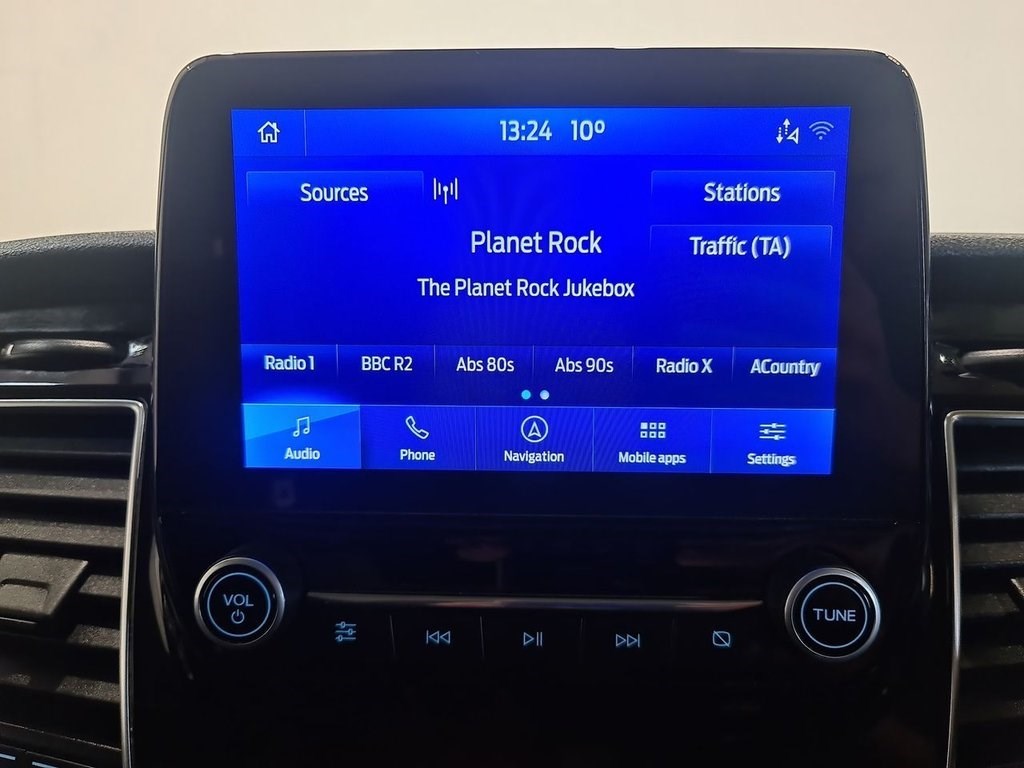 13:24 10º
Sources
Stations
Planet Rock
Traffic (TA)
The Planet Rock Jukebox
Radio 1 BBC R2 Abs 80s Abs 90s Radio X ACountry
Audio Phone Navigation Mobile apps Settings
VOL
TUNE